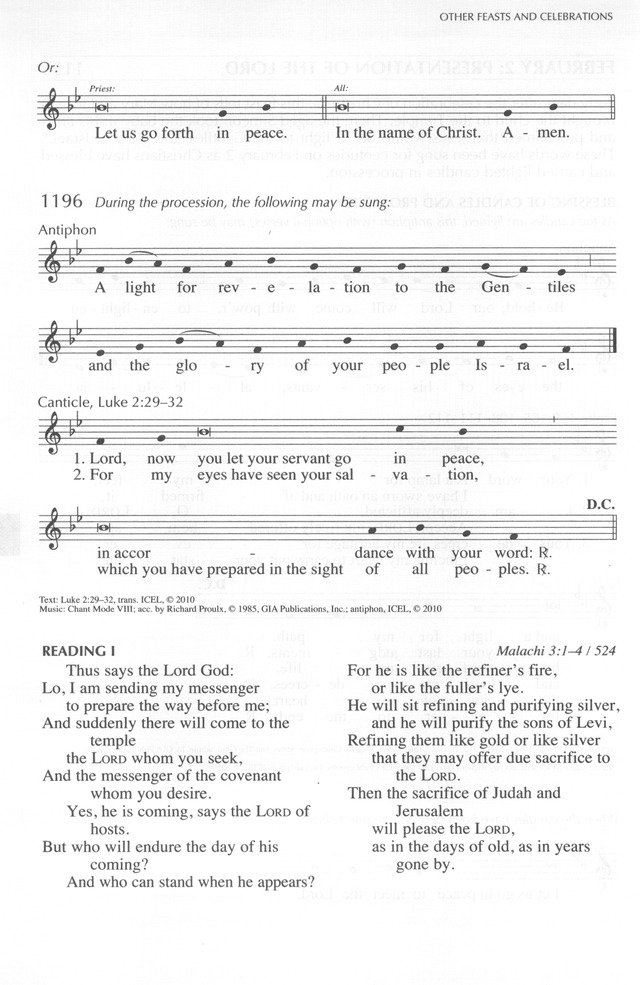 OTHER FEASTS AND CELEBRATIONS
Or:
Priest: All:
Let us go forth in peace. In the name of Christ. A - men.
1196 During the procession, the following may be sung:
Antiphon
A light for rev - e - la - tion to the Gen - tiles
and the glo - ry of your peo - ple Is - ra - el.
Canticle, Luke 2:29–32
1. Lord, now you let your servant go in peace,
2. For my eyes have seen your sal - va - tion,
D.C.
in accor - dance with your word: ℟.
which you have prepared in the sight of all peo - ples. ℟.
Text: Luke 2:29–32, trans. ICEL, © 2010
Music: Chant Mode VIII; acc. by Richard Proulx, © 1985, GIA Publications, Inc.; antiphon, ICEL, © 2010
READING I Malachi 3:1–4 / 524
Thus says the Lord God:
Lo, I am sending my messenger
to prepare the way before me;
And suddenly there will come to the
temple
the LORD whom you seek,
And the messenger of the covenant
whom you desire.
Yes, he is coming, says the LORD of
hosts.
But who will endure the day of his
coming?
And who can stand when he appears?
For he is like the refiner's fire,
or like the fuller's lye.
He will sit refining and purifying silver,
and he will purify the sons of Levi,
Refining them like gold or like silver
that they may offer due sacrifice to
the LORD.
Then the sacrifice of Judah and
Jerusalem
will please the LORD,
as in the days of old, as in years
gone by.